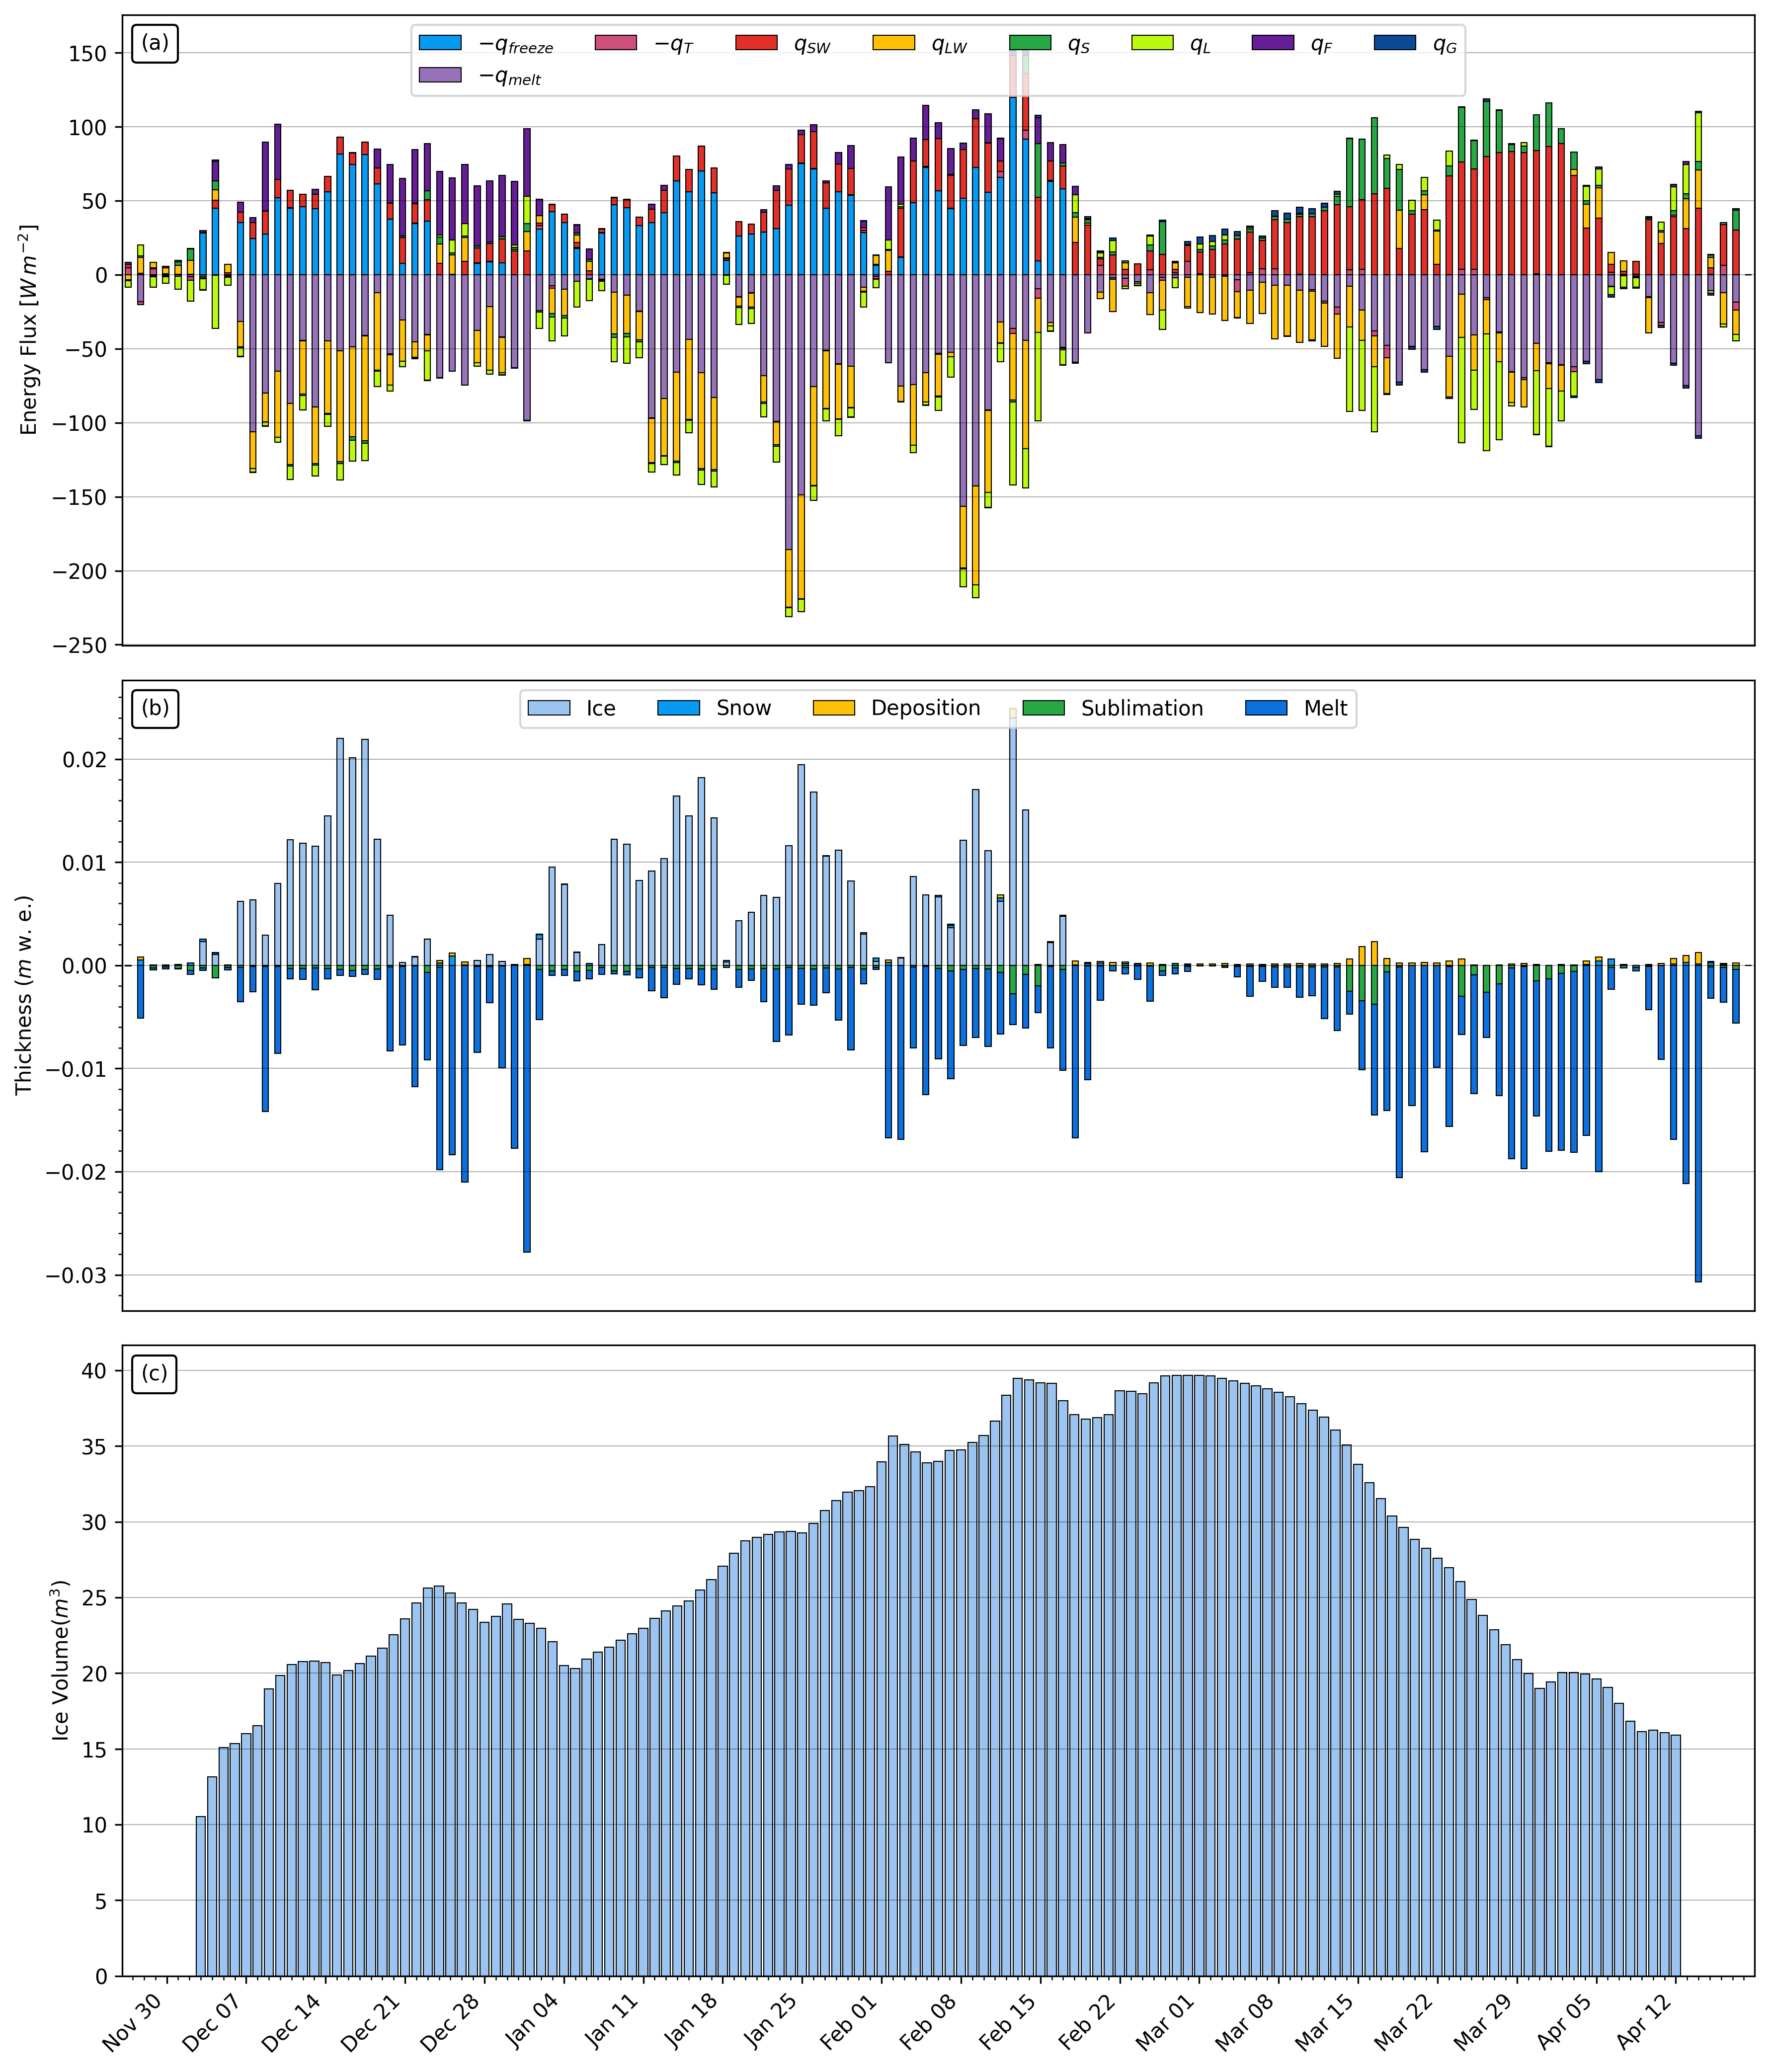 (a)
−q_freeze −q_T q_SW q_LW q_S q_L q_F q_G
−q_melt
Energy Flux [W m⁻²]
150
100
50
0
−50
−100
−150
−200
−250
(b)
Ice Snow Deposition Sublimation Melt
Thickness (m w. e.)
0.02
0.01
0.00
−0.01
−0.02
−0.03
(c)
Ice Volume(m³)
40
35
30
25
20
15
10
5
0
Nov 30 Dec 07 Dec 14 Dec 21 Dec 28 Jan 04 Jan 11 Jan 18 Jan 25 Feb 01 Feb 08 Feb 15 Feb 22 Mar 01 Mar 08 Mar 15 Mar 22 Mar 29 Apr 05 Apr 12